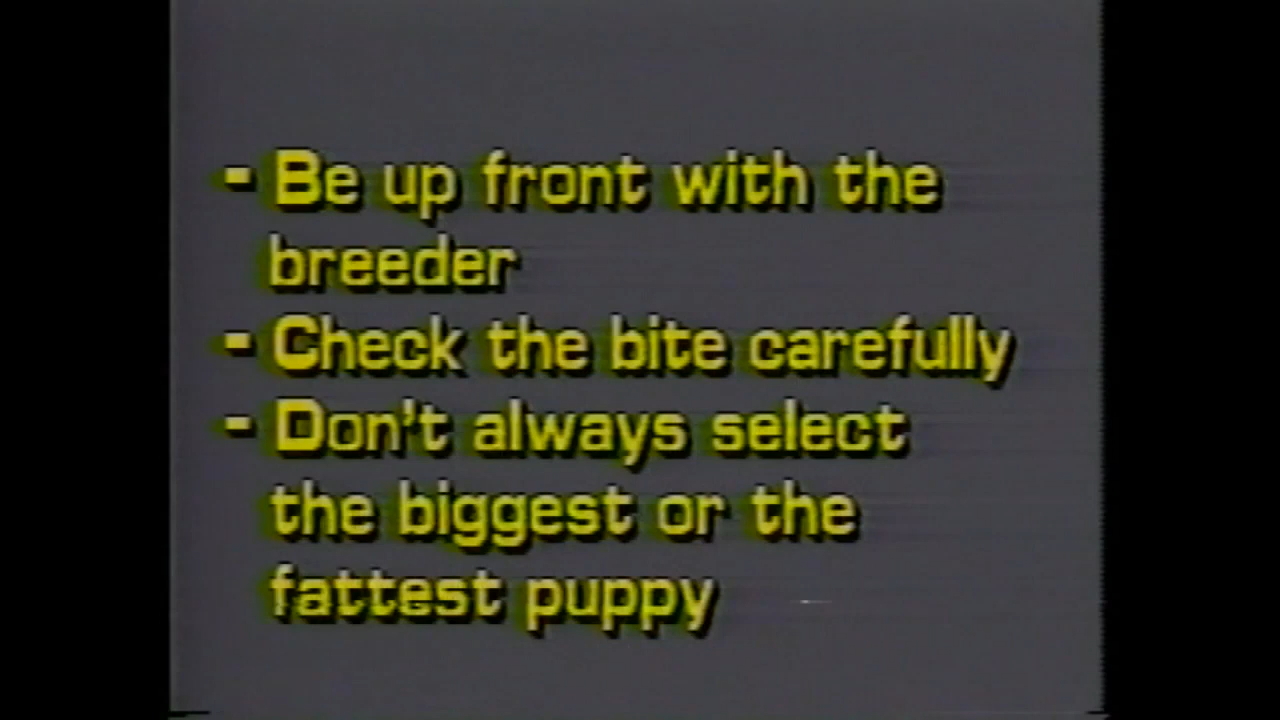 - Be up front with the
breeder
- Check the bite carefully
- Don't always select
the biggest or the
fattest puppy